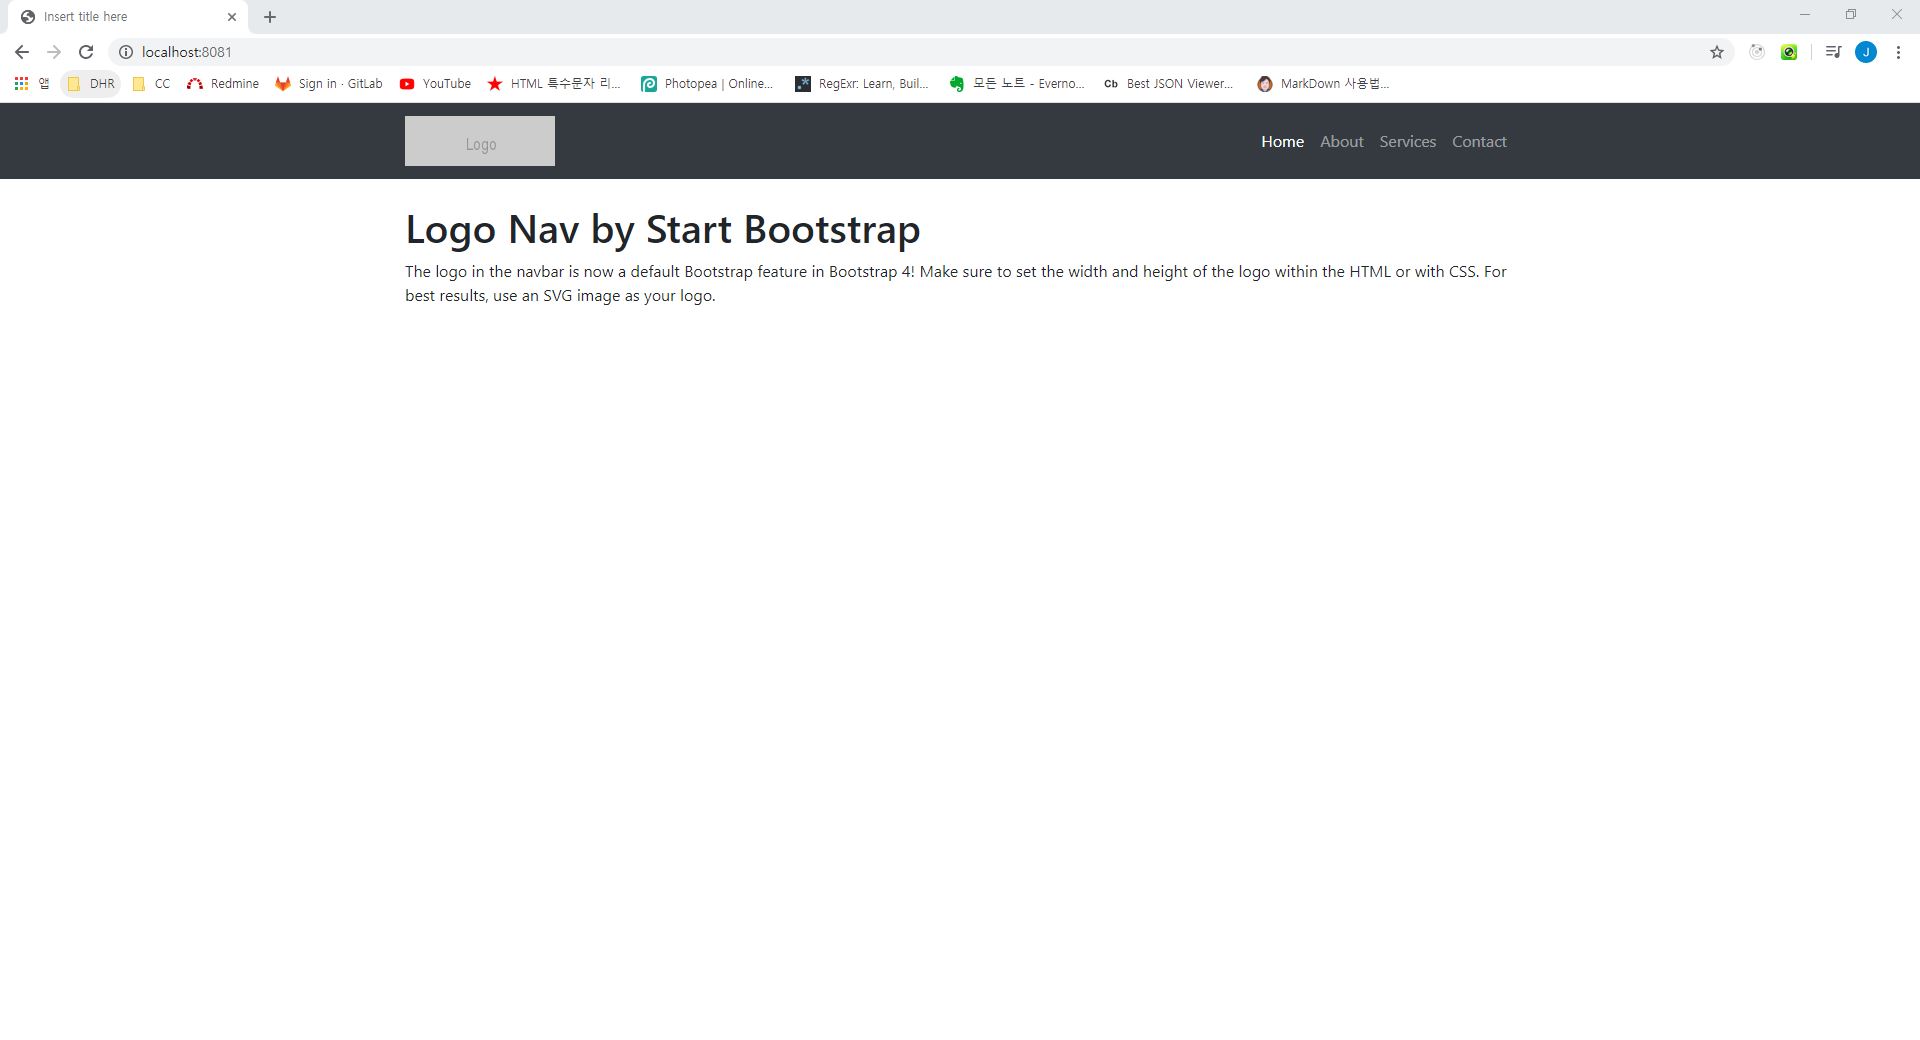 Insert title here
localhost:8081
앱 DHR CC Redmine Sign in · GitLab YouTube HTML 특수문자 리... Photopea | Online... RegExr: Learn, Buil... 모든 노트 - Everno... Cb Best JSON Viewer... MarkDown 사용법...
J
Logo Home About Services Contact
Logo Nav by Start Bootstrap
The logo in the navbar is now a default Bootstrap feature in Bootstrap 4! Make sure to set the width and height of the logo within the HTML or with CSS. For
best results, use an SVG image as your logo.